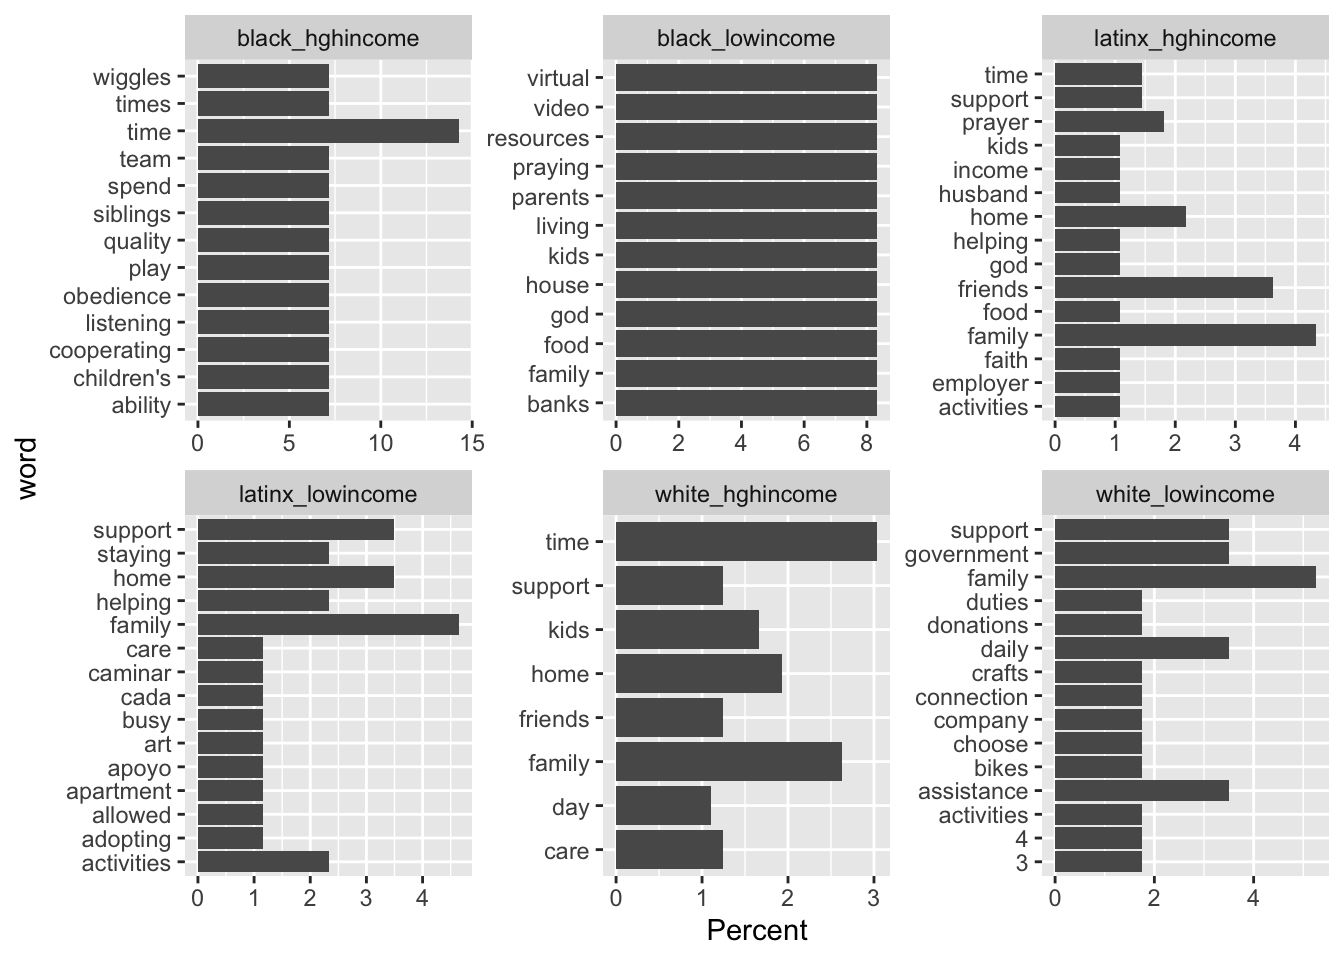 black_hghincome
wiggles
times
time
team
spend
siblings
quality
play
obedience
listening
cooperating
children's
ability
0 5 10 15
black_lowincome
virtual
video
resources
praying
parents
living
kids
house
god
food
family
banks
0 2 4 6 8
latinx_hghincome
time
support
prayer
kids
income
husband
home
helping
god
friends
food
family
faith
employer
activities
0 1 2 3 4
word
latinx_lowincome
support
staying
home
helping
family
care
caminar
cada
busy
art
apoyo
apartment
allowed
adopting
activities
0 1 2 3 4
white_hghincome
time
support
kids
home
friends
family
day
care
0 1 2 3
white_lowincome
support
government
family
duties
donations
daily
crafts
connection
company
choose
bikes
assistance
activities
4
3
0 2 4
Percent